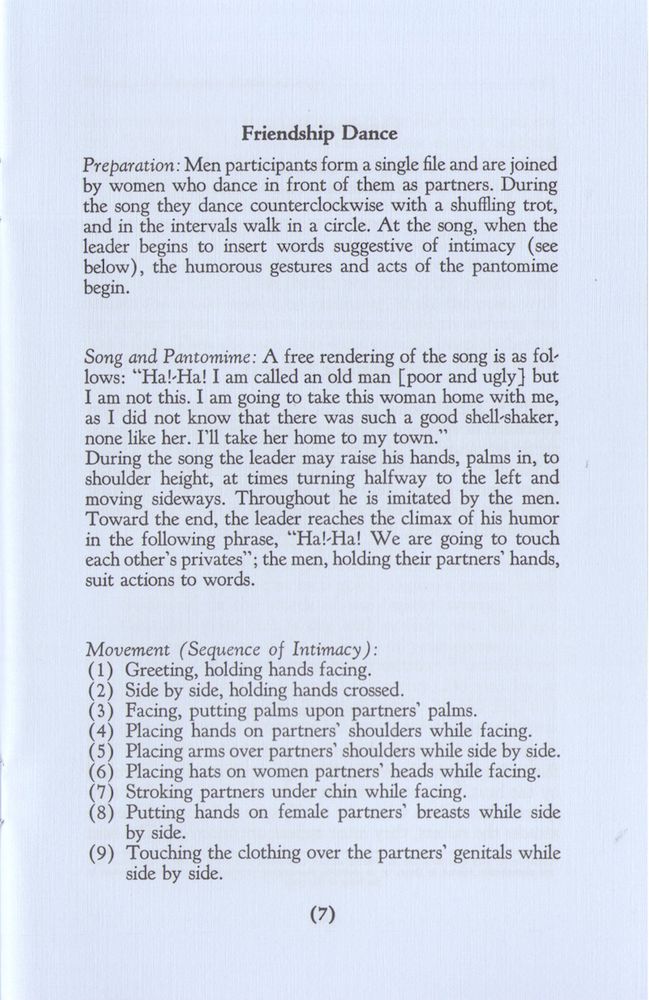 Friendship Dance
Preparation: Men participants form a single file and are joined
by women who dance in front of them as partners. During
the song they dance counterclockwise with a shuffling trot,
and in the intervals walk in a circle. At the song, when the
leader begins to insert words suggestive of intimacy (see
below), the humorous gestures and acts of the pantomime
begin.
Song and Pantomime: A free rendering of the song is as fol-
lows: “Ha!-Ha! I am called an old man [poor and ugly] but
I am not this. I am going to take this woman home with me,
as I did not know that there was such a good shell-shaker,
none like her. I’ll take her home to my town.”
During the song the leader may raise his hands, palms in, to
shoulder height, at times turning halfway to the left and
moving sideways. Throughout he is imitated by the men.
Toward the end, the leader reaches the climax of his humor
in the following phrase, “Ha!-Ha! We are going to touch
each other’s privates”; the men, holding their partners’ hands,
suit actions to words.
Movement (Sequence of Intimacy):
(1) Greeting, holding hands facing.
(2) Side by side, holding hands crossed.
(3) Facing, putting palms upon partners’ palms.
(4) Placing hands on partners’ shoulders while facing.
(5) Placing arms over partners’ shoulders while side by side.
(6) Placing hats on women partners’ heads while facing.
(7) Stroking partners under chin while facing.
(8) Putting hands on female partners’ breasts while side
by side.
(9) Touching the clothing over the partners’ genitals while
side by side.
(7)